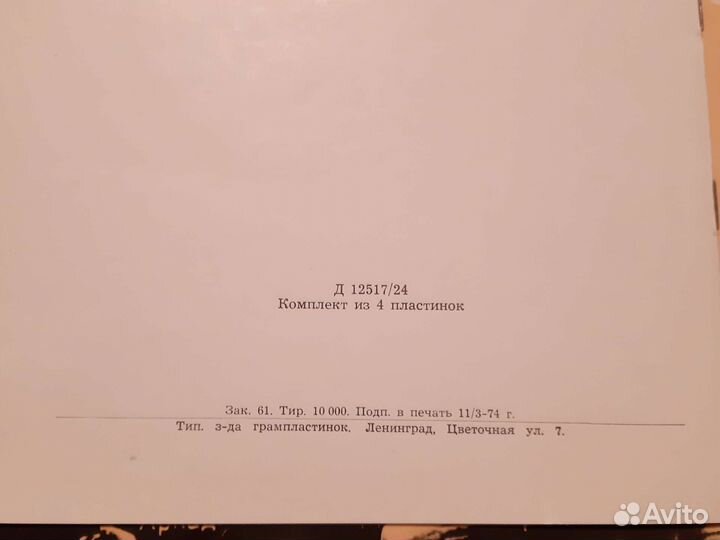 Д 12517/24
Комплект из 4 пластинок
Зак. 61. Тир. 10 000. Подп. в печать 11/3-74 г.
Тип. з-да грампластинок. Ленинград, Цветочная ул. 7.
Avito